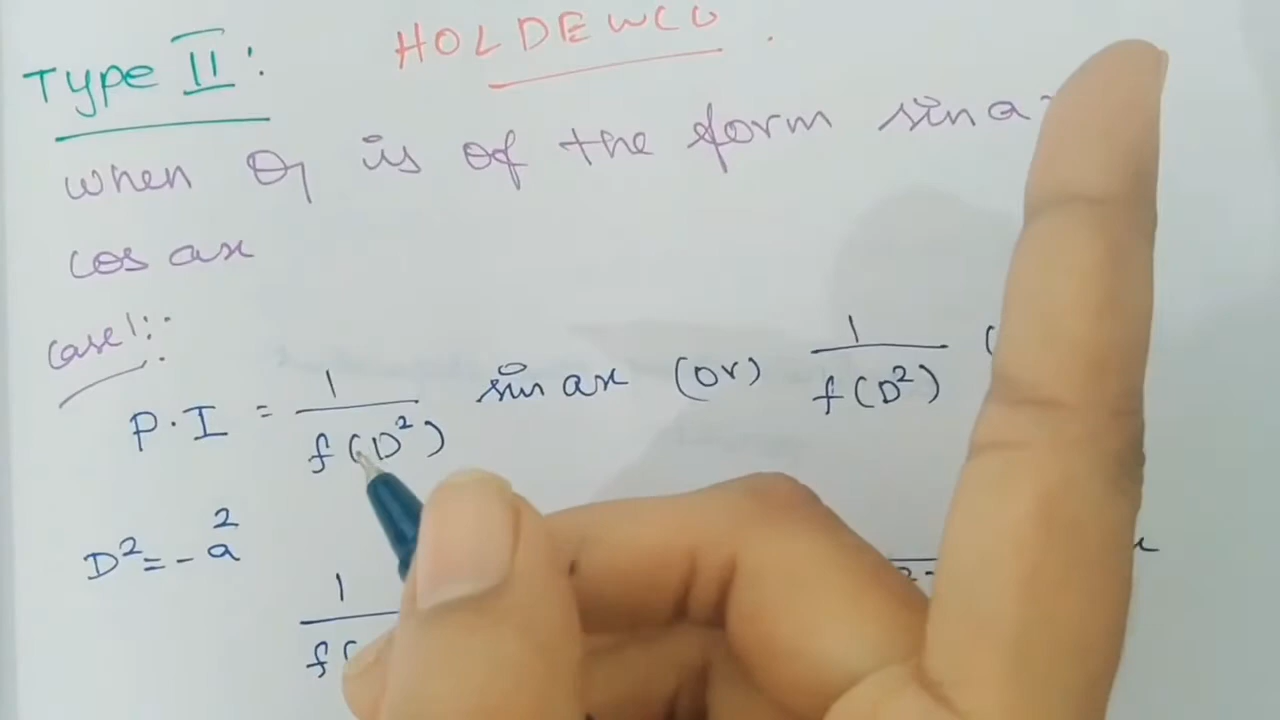 Type II :
HOLDEWCU .
when Q is of the form sin a
cos ax
Case 1 :-
P.I = 1 / f(D²) sin ax (or) 1 / f(D²) (
D² = -a²
1 / f(